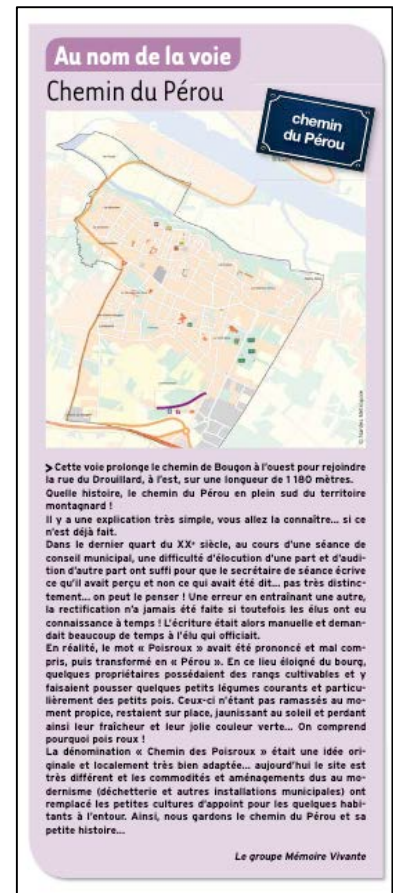 Au nom de la voie
Chemin du Pérou
chemin
du Pérou
© Nantes Métropole
> Cette voie prolonge le chemin de Bougon à l'ouest pour rejoindre
la rue du Drouillard, à l'est, sur une longueur de 1 180 mètres.
Quelle histoire, le chemin du Pérou en plein sud du territoire
montagnard !
Il y a une explication très simple, vous allez la connaître... si ce
n'est déjà fait.
Dans le dernier quart du XXe siècle, au cours d'une séance de
conseil municipal, une difficulté d'élocution d'une part et d'audi-
tion d'autre part ont suffi pour que le secrétaire de séance écrive
ce qu'il avait perçu et non ce qui avait été dit... pas très distinc-
tement... on peut le penser ! Une erreur en entraînant une autre,
la rectification n'a jamais été faite si toutefois les élus ont eu
connaissance à temps ! L'écriture était alors manuelle et deman-
dait beaucoup de temps à l'élu qui officiait.
En réalité, le mot « Poisroux » avait été prononcé et mal com-
pris, puis transformé en « Pérou ». En ce lieu éloigné du bourg,
quelques propriétaires possédaient des rangs cultivables et y
faisaient pousser quelques petits légumes courants et particu-
lièrement des petits pois. Ceux-ci n'étant pas ramassés au mo-
ment propice, restaient sur place, jaunissant au soleil et perdant
ainsi leur fraîcheur et leur jolie couleur verte... On comprend
pourquoi pois roux !
La dénomination « Chemin des Poisroux » était une idée ori-
ginale et localement très bien adaptée... aujourd'hui le site est
très différent et les commodités et aménagements dus au mo-
dernisme (déchetterie et autres installations municipales) ont
remplacé les petites cultures d'appoint pour les quelques habi-
tants à l'entour. Ainsi, nous gardons le chemin du Pérou et sa
petite histoire...
Le groupe Mémoire Vivante